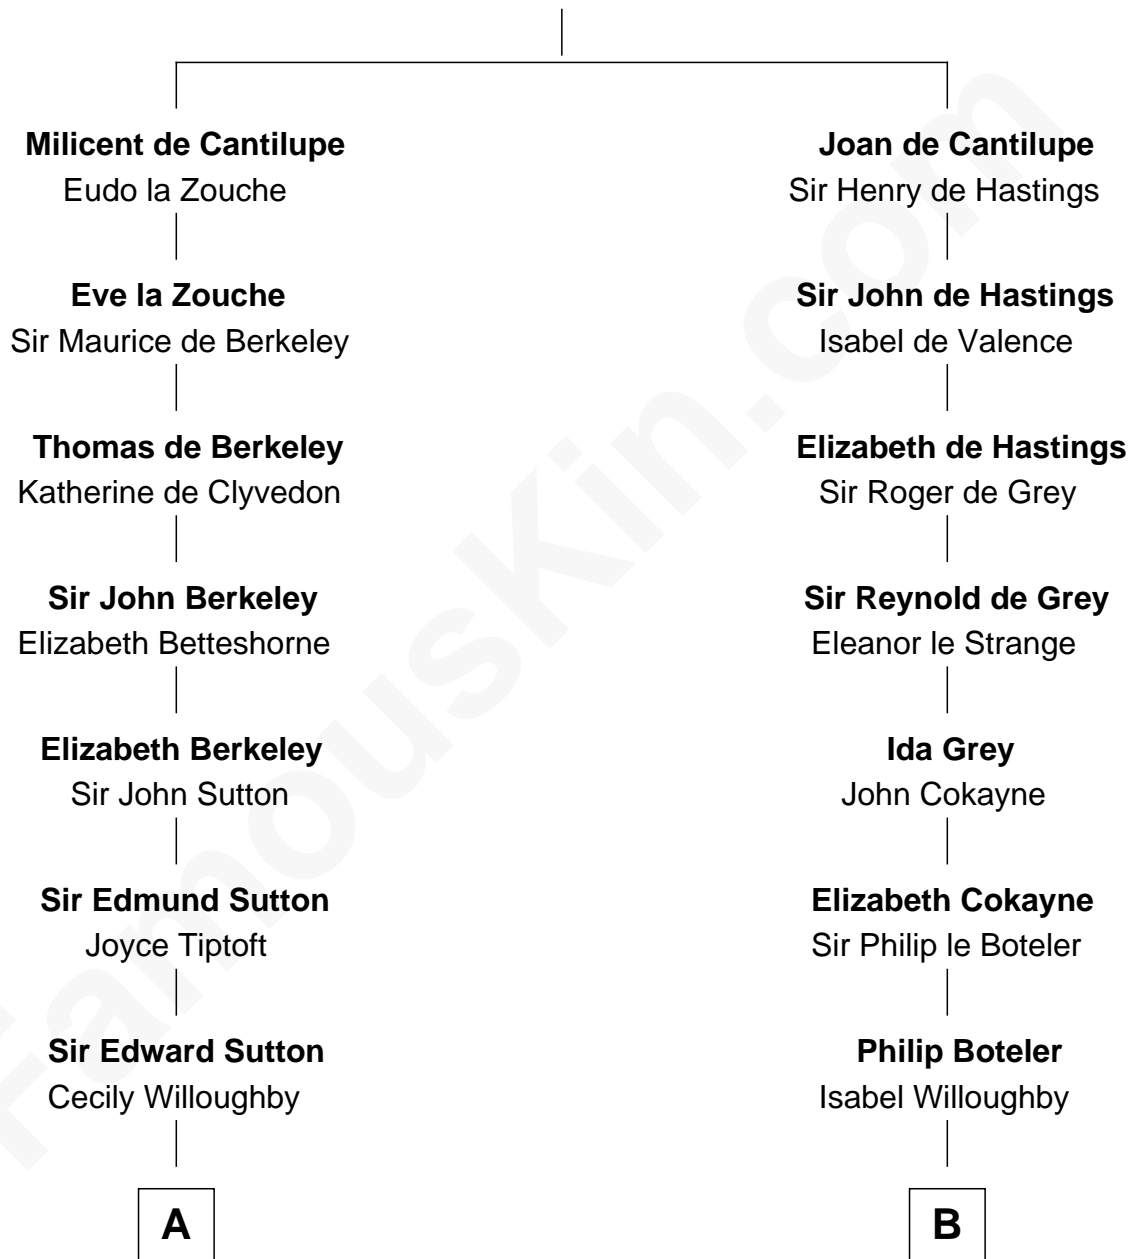 Milicent de Cantilupe
Eudo la Zouche
Eve la Zouche
Sir Maurice de Berkeley
Thomas de Berkeley
Katherine de Clyvedon
Sir John Berkeley
Elizabeth Betteshorne
Elizabeth Berkeley
Sir John Sutton
Sir Edmund Sutton
Joyce Tiptoft
Sir Edward Sutton
Cecily Willoughby
A
Joan de Cantilupe
Sir Henry de Hastings
Sir John de Hastings
Isabel de Valence
Elizabeth de Hastings
Sir Roger de Grey
Sir Reynold de Grey
Eleanor le Strange
Ida Grey
John Cokayne
Elizabeth Cokayne
Sir Philip le Boteler
Philip Boteler
Isabel Willoughby
B
FamousKin.com